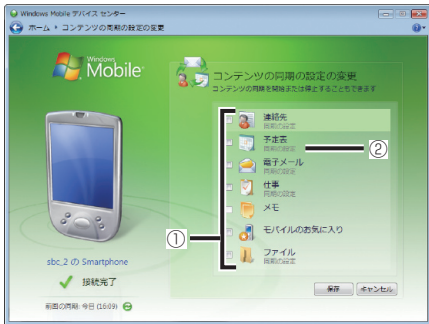 Windows Mobile デバイス センター
ホーム ▸ コンテンツの同期の設定の変更
Windows
Mobile
コンテンツの同期の設定の変更
コンテンツの同期を開始または停止することもできます
連絡先
同期の設定
予定表
同期の設定
②
電子メール
同期の設定
仕事
同期の設定
メモ
①
モバイルのお気に入り
ファイル
同期の設定
sbc_2 の Smartphone
接続完了
保存
キャンセル
前回の同期: 今日 (16:09)